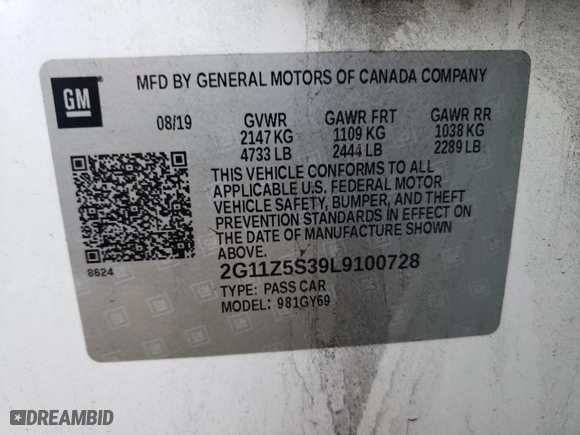 GM
MFD BY GENERAL MOTORS OF CANADA COMPANY
08/19 GVWR GAWR FRT GAWR RR
2147 KG 1109 KG 1038 KG
4733 LB 2444 LB 2289 LB
THIS VEHICLE CONFORMS TO ALL
APPLICABLE U.S. FEDERAL MOTOR
VEHICLE SAFETY, BUMPER, AND THEFT
PREVENTION STANDARDS IN EFFECT ON
THE DATE OF MANUFACTURE SHOWN
ABOVE.
8624
2G11Z5S39L9100728
TYPE: PASS CAR
MODEL: 981GY69
DREAMBID